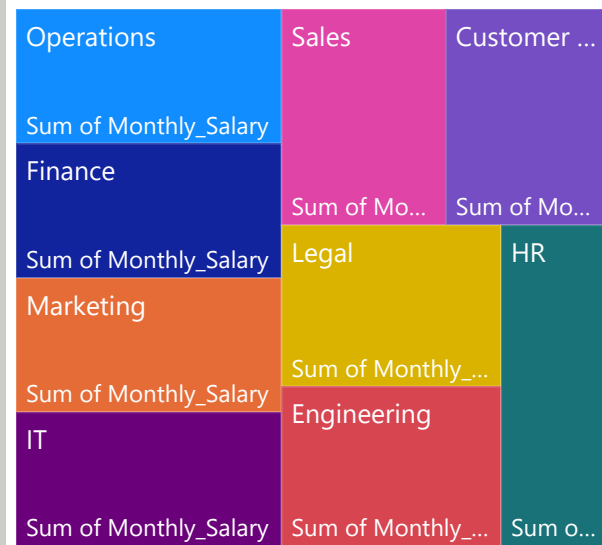 Operations
Sum of Monthly_Salary
Finance
Sum of Monthly_Salary
Marketing
Sum of Monthly_Salary
IT
Sum of Monthly_Salary
Sales
Sum of Mo...
Customer ...
Sum of Mo...
Legal
Sum of Monthly_...
Engineering
Sum of Monthly_...
HR
Sum o...